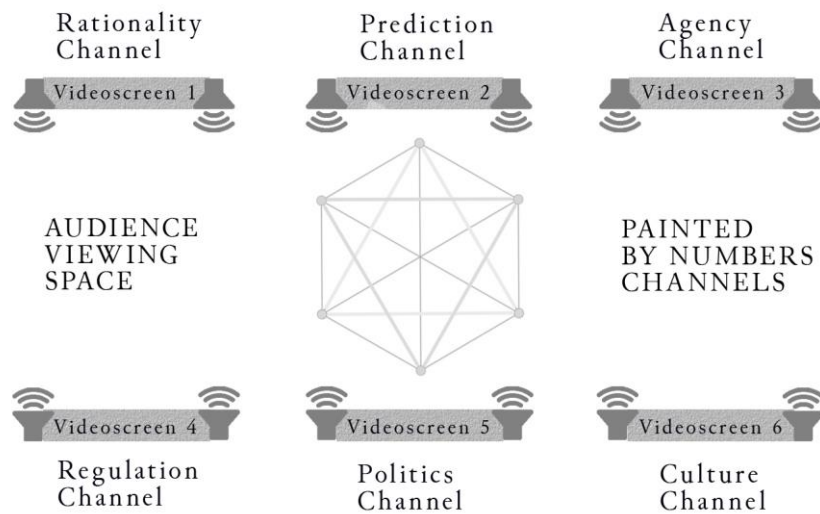 Rationality
Channel
Prediction
Channel
Agency
Channel
Videoscreen 1
Videoscreen 2
Videoscreen 3
AUDIENCE
VIEWING
SPACE
PAINTED
BY NUMBERS
CHANNELS
Videoscreen 4
Videoscreen 5
Videoscreen 6
Regulation
Channel
Politics
Channel
Culture
Channel